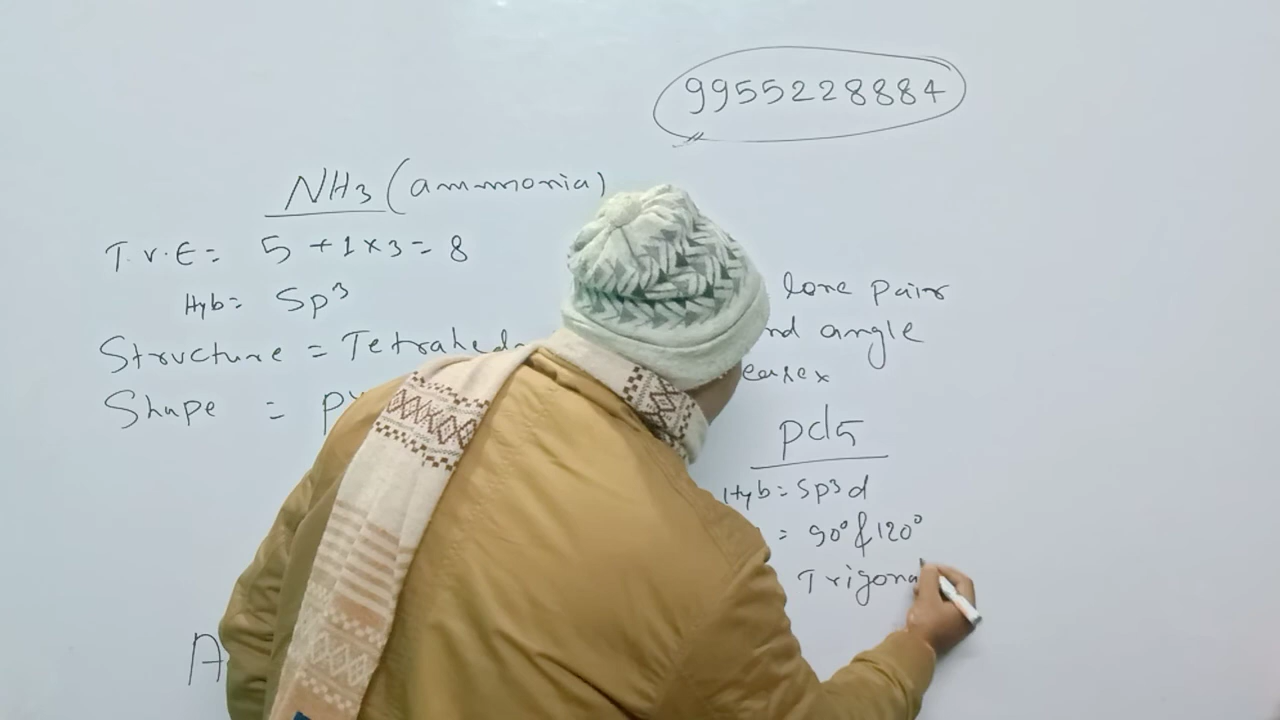 9955228884
NH3 (ammonia)
T.V.E = 5 + 1 × 3 = 8
Hyb = Sp³
Structure = Tetrahed
Shape = py
lone pair
nd angle
pcl5
Hyb = Sp³d
= 90° & 120°
Trigona
A